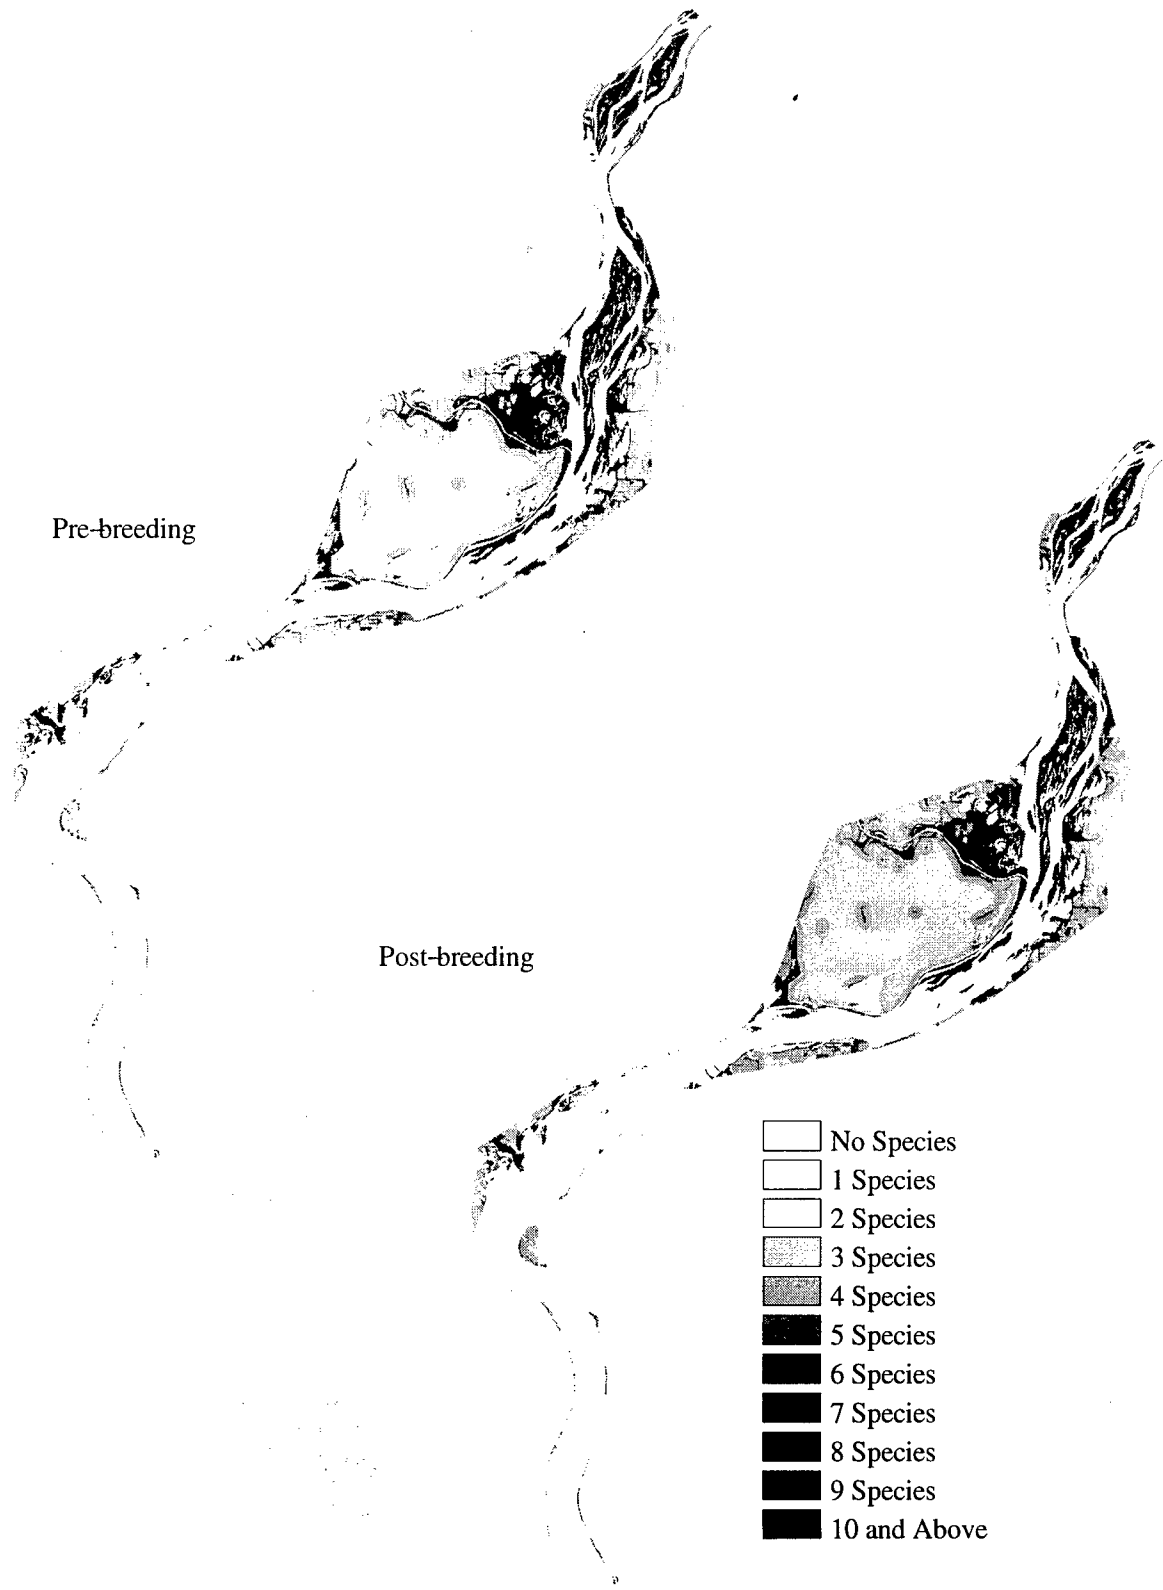 Pre-breeding
Post-breeding
No Species
1 Species
2 Species
3 Species
4 Species
5 Species
6 Species
7 Species
8 Species
9 Species
10 and Above